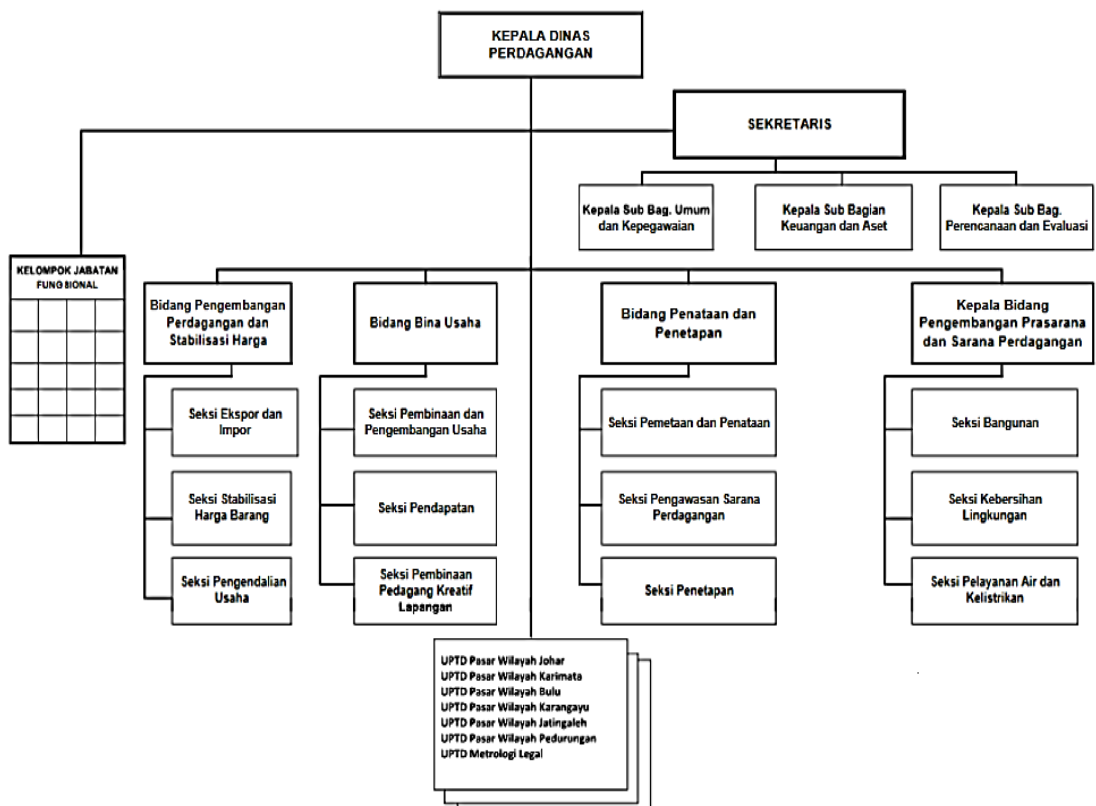 KEPALA DINAS
PERDAGANGAN
SEKRETARIS
Kepala Sub Bag. Umum
dan Kepegawaian
Kepala Sub Bagian
Keuangan dan Aset
Kepala Sub Bag.
Perencanaan dan Evaluasi
KELOMPOK JABATAN
FUNGSIONAL
Bidang Pengembangan
Perdagangan dan
Stabilisasi Harga
Bidang Bina Usaha
Bidang Penataan dan
Penetapan
Kepala Bidang
Pengembangan Prasarana
dan Sarana Perdagangan
Seksi Ekspor dan
Impor
Seksi Pembinaan dan
Pengembangan Usaha
Seksi Pemetaan dan Penataan
Seksi Bangunan
Seksi Stabilisasi
Harga Barang
Seksi Pendapatan
Seksi Pengawasan Sarana
Perdagangan
Seksi Kebersihan
Lingkungan
Seksi Pengendalian
Usaha
Seksi Pembinaan
Pedagang Kreatif
Lapangan
Seksi Penetapan
Seksi Pelayanan Air dan
Kelistrikan
UPTD Pasar Wilayah Johar
UPTD Pasar Wilayah Karimata
UPTD Pasar Wilayah Bulu
UPTD Pasar Wilayah Karangayu
UPTD Pasar Wilayah Jatingaleh
UPTD Pasar Wilayah Pedurungan
UPTD Metrologi Legal